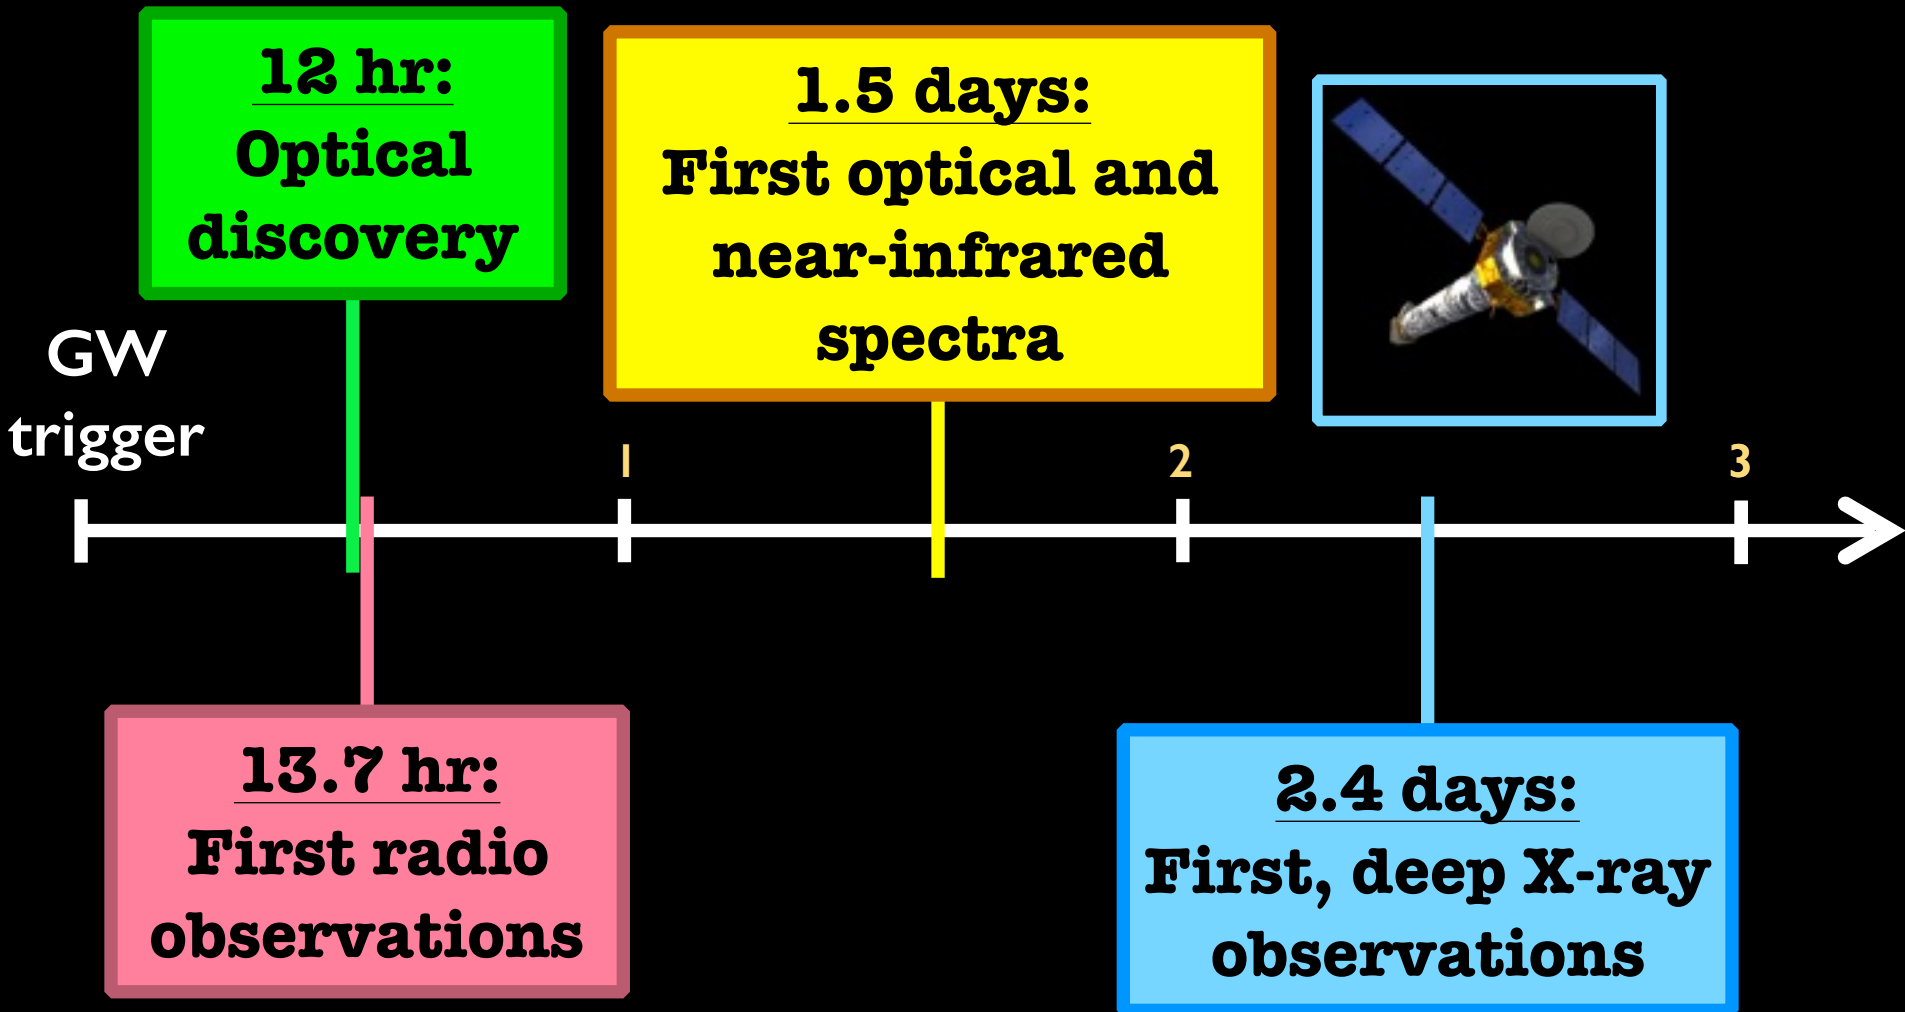 12 hr:
Optical
discovery
1.5 days:
First optical and
near-infrared
spectra
GW
trigger
1
2
3
13.7 hr:
First radio
observations
2.4 days:
First, deep X-ray
observations